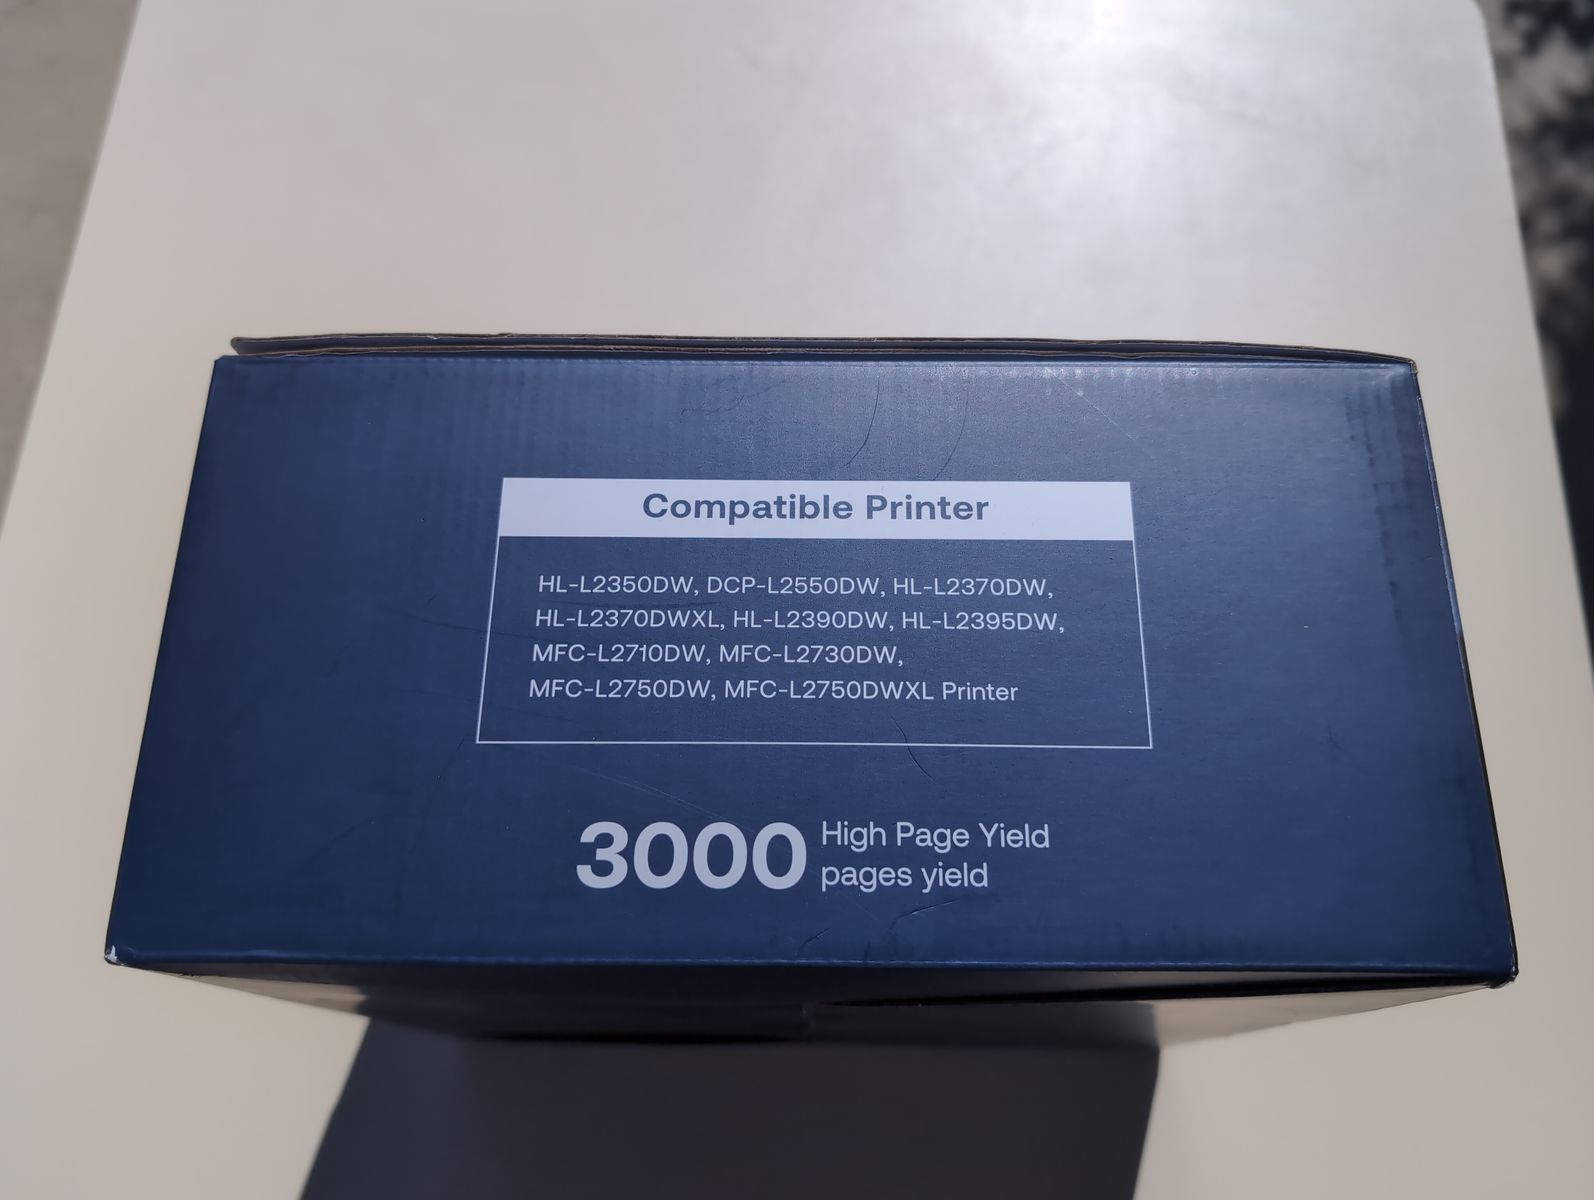 Compatible Printer
HL-L2350DW, DCP-L2550DW, HL-L2370DW,
HL-L2370DWXL, HL-L2390DW, HL-L2395DW,
MFC-L2710DW, MFC-L2730DW,
MFC-L2750DW, MFC-L2750DWXL Printer
3000 High Page Yield
pages yield